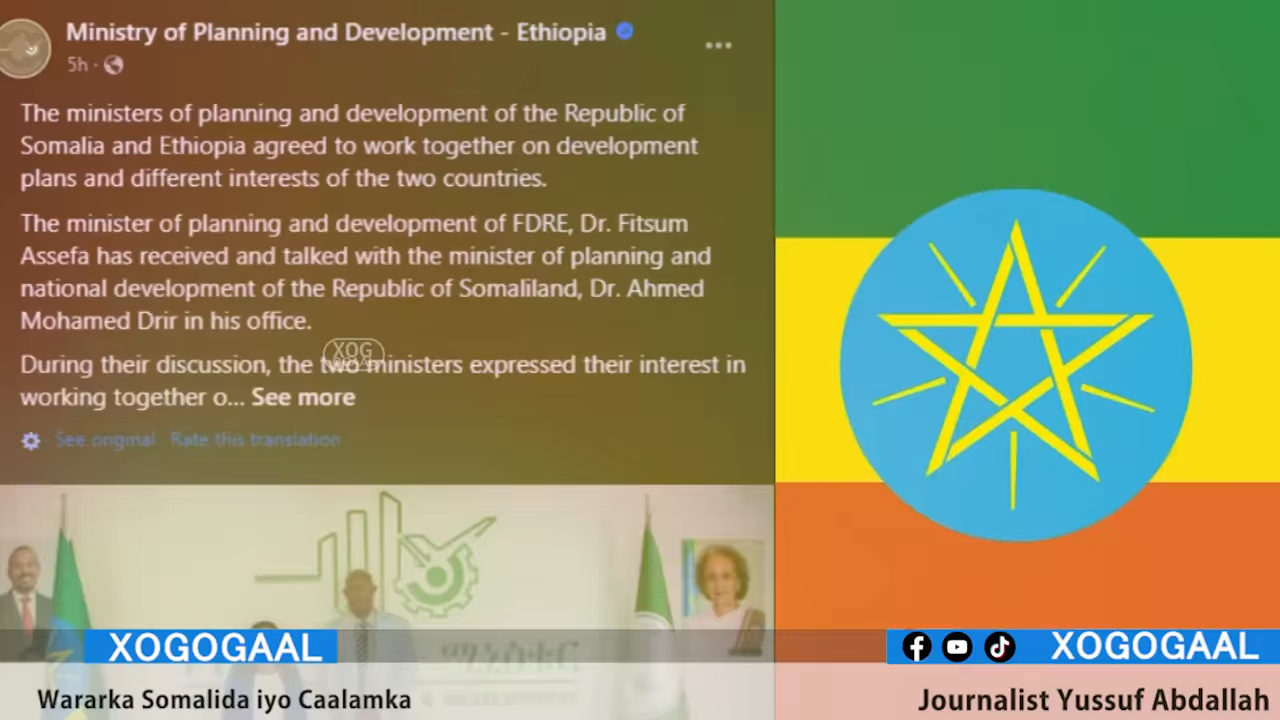 Ministry of Planning and Development - Ethiopia
5h ·
The ministers of planning and development of the Republic of
Somalia and Ethiopia agreed to work together on development
plans and different interests of the two countries.
The minister of planning and development of FDRE, Dr. Fitsum
Assefa has received and talked with the minister of planning and
national development of the Republic of Somaliland, Dr. Ahmed
Mohamed Drir in his office.
During their discussion, the two ministers expressed their interest in
working together o... See more
XOG
See original Rate this translation
ሚኒስቴር
XOGOGAAL
XOGOGAAL
Wararka Somalida iyo Caalamka
Journalist Yussuf Abdallah